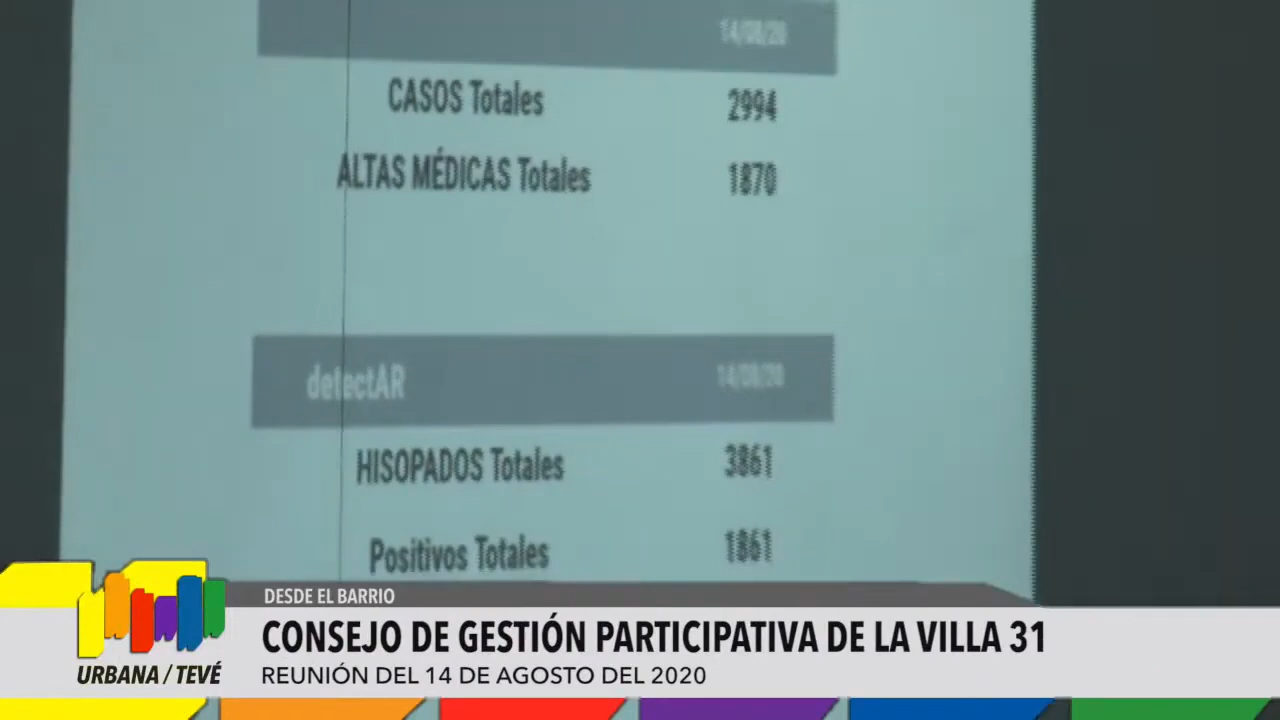 14/08/20
CASOS Totales 2994
ALTAS MÉDICAS Totales 1870
detectAR 14/08/20
HISOPADOS Totales 3861
Positivos Totales 1861
DESDE EL BARRIO
CONSEJO DE GESTIÓN PARTICIPATIVA DE LA VILLA 31
REUNIÓN DEL 14 DE AGOSTO DEL 2020
URBANA / TEVÉ